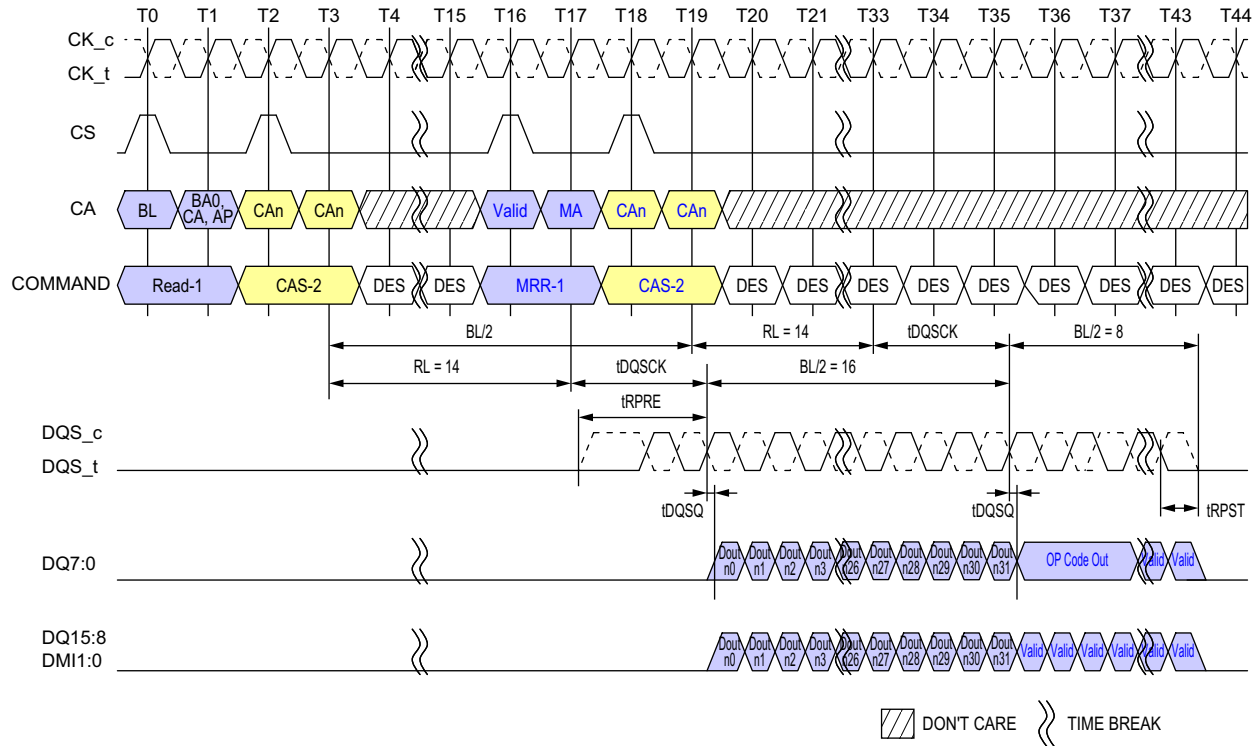 T0 T1 T2 T3 T4 T15 T16 T17 T18 T19 T20 T21 T33 T34 T35 T36 T37 T43 T44
CK_c
CK_t
CS
CA BL BA0, CA, AP CAn CAn Valid MA CAn CAn
COMMAND Read-1 CAS-2 DES DES MRR-1 CAS-2 DES DES DES DES DES DES DES DES DES
BL/2 RL = 14 tDQSCK BL/2 = 8
RL = 14 tDQSCK BL/2 = 16
tRPRE
DQS_c
DQS_t
tDQSQ tDQSQ tRPST
DQ7:0 Dout n0 Dout n1 Dout n2 Dout n3 Dout n26 Dout n27 Dout n28 Dout n29 Dout n30 Dout n31 OP Code Out Valid Valid
DQ15:8
DMI1:0 Dout n0 Dout n1 Dout n2 Dout n3 Dout n26 Dout n27 Dout n28 Dout n29 Dout n30 Dout n31 Valid Valid Valid Valid Valid Valid
DON'T CARE TIME BREAK